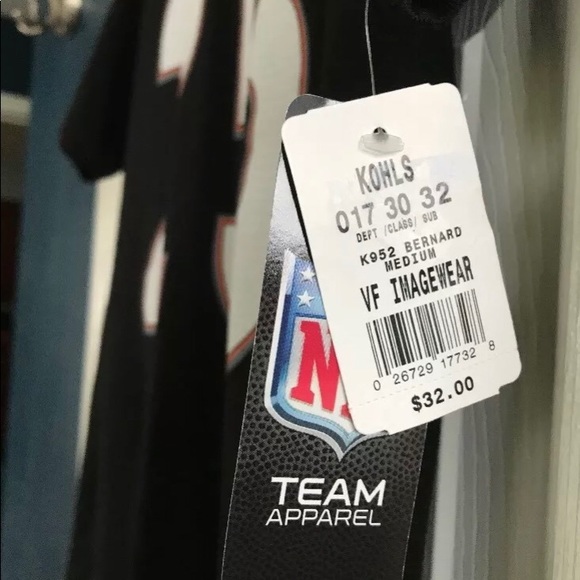 KOHLS
017 30 32
DEPT /CLASS/ SUB
K952 BERNARD
MEDIUM
VF IMAGEWEAR
0 26729 17732 8
$32.00
N
TEAM
APPAREL